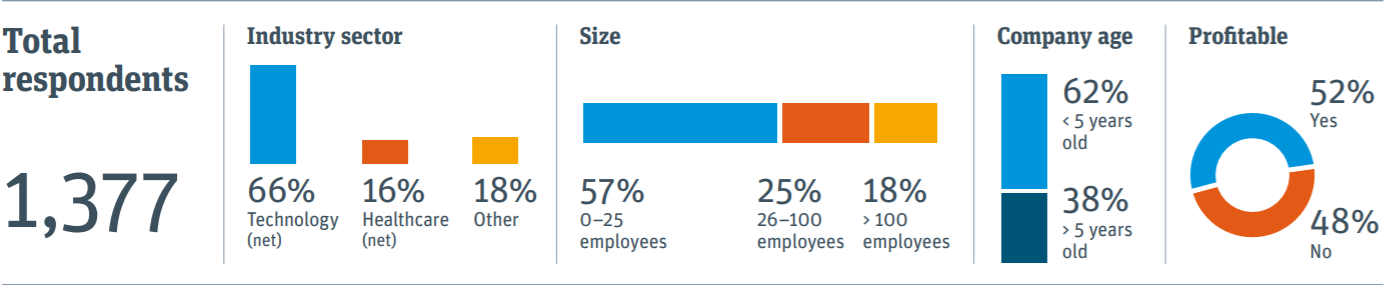 Total
respondents
1,377
Industry sector
66%
Technology
(net)
16%
Healthcare
(net)
18%
Other
Size
57%
0–25
employees
25%
26–100
employees
18%
> 100
employees
Company age
62%
< 5 years
old
38%
> 5 years
old
Profitable
52%
Yes
48%
No